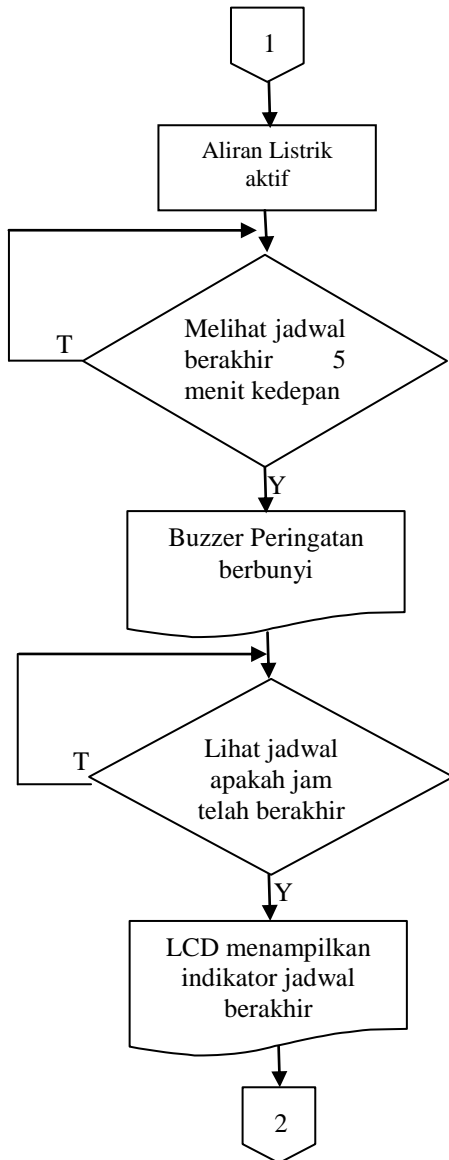 1
Aliran Listrik
aktif
Melihat jadwal
berakhir 5
menit kedepan
T
Y
Buzzer Peringatan
berbunyi
Lihat jadwal
apakah jam
telah berakhir
T
Y
LCD menampilkan
indikator jadwal
berakhir
2